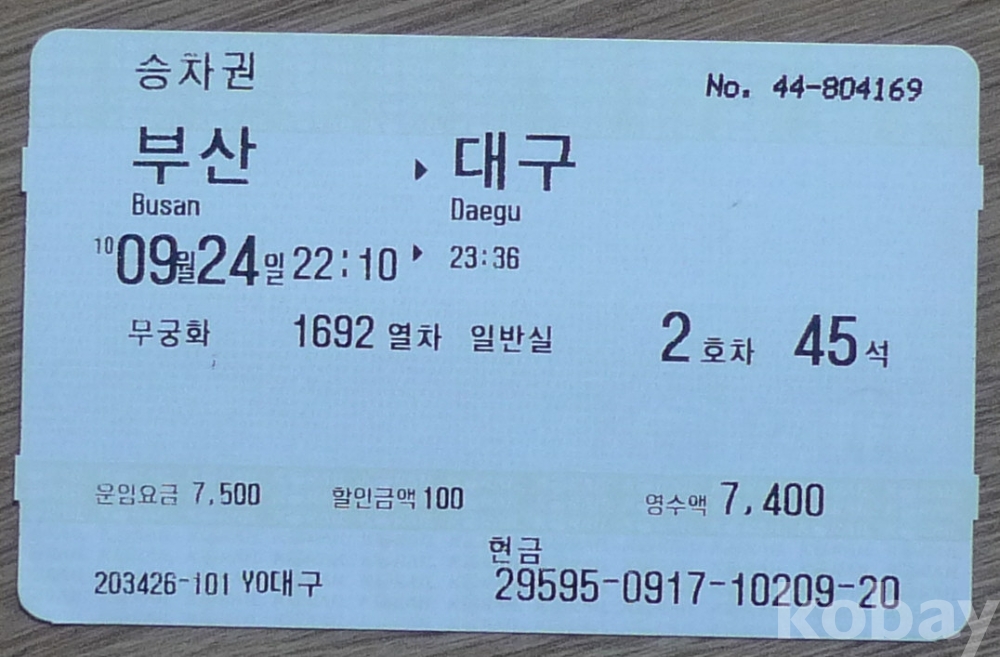 승차권
No. 44-804169
부산 ▶ 대구
Busan Daegu
10 09월 24일 22:10 ▶ 23:36
무궁화 1692 열차 일반실 2 호차 45 석
운임요금 7,500 할인금액 100 영수액 7,400
현금
203426-101 YO대구 29595-0917-10209-20
kobay